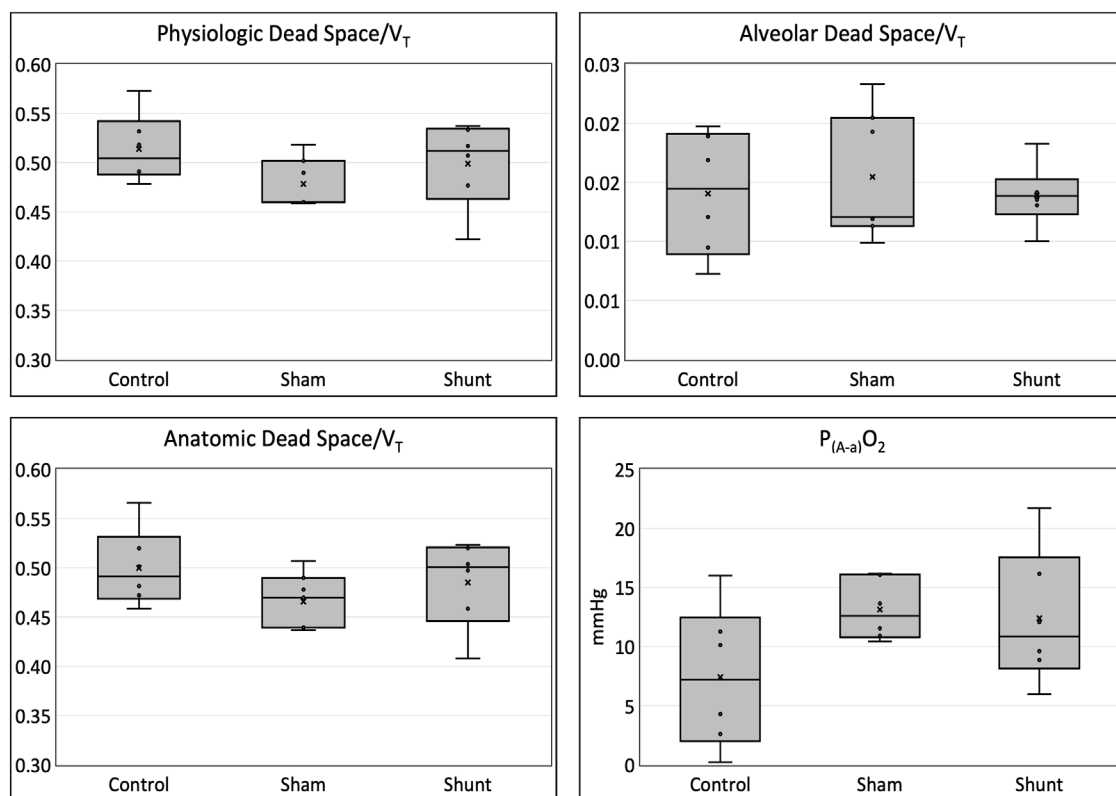 Physiologic Dead Space/VT
0.60
0.55
0.50
0.45
0.40
0.35
0.30
Control Sham Shunt
Alveolar Dead Space/VT
0.03
0.02
0.02
0.01
0.01
0.00
Control Sham Shunt
Anatomic Dead Space/VT
0.60
0.55
0.50
0.45
0.40
0.35
0.30
Control Sham Shunt
P(A-a)O2
mmHg
25
20
15
10
5
0
Control Sham Shunt